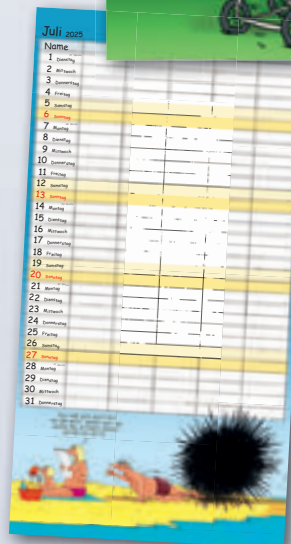 Juli 2025
Name
1 Dienstag
2 Mittwoch
3 Donnerstag
4 Freitag
5 Samstag
6 Sonntag
7 Montag
8 Dienstag
9 Mittwoch
10 Donnerstag
11 Freitag
12 Samstag
13 Sonntag
14 Montag
15 Dienstag
16 Mittwoch
17 Donnerstag
18 Freitag
19 Samstag
20 Sonntag
21 Montag
22 Dienstag
23 Mittwoch
24 Donnerstag
25 Freitag
26 Samstag
27 Sonntag
28 Montag
29 Dienstag
30 Mittwoch
31 Donnerstag